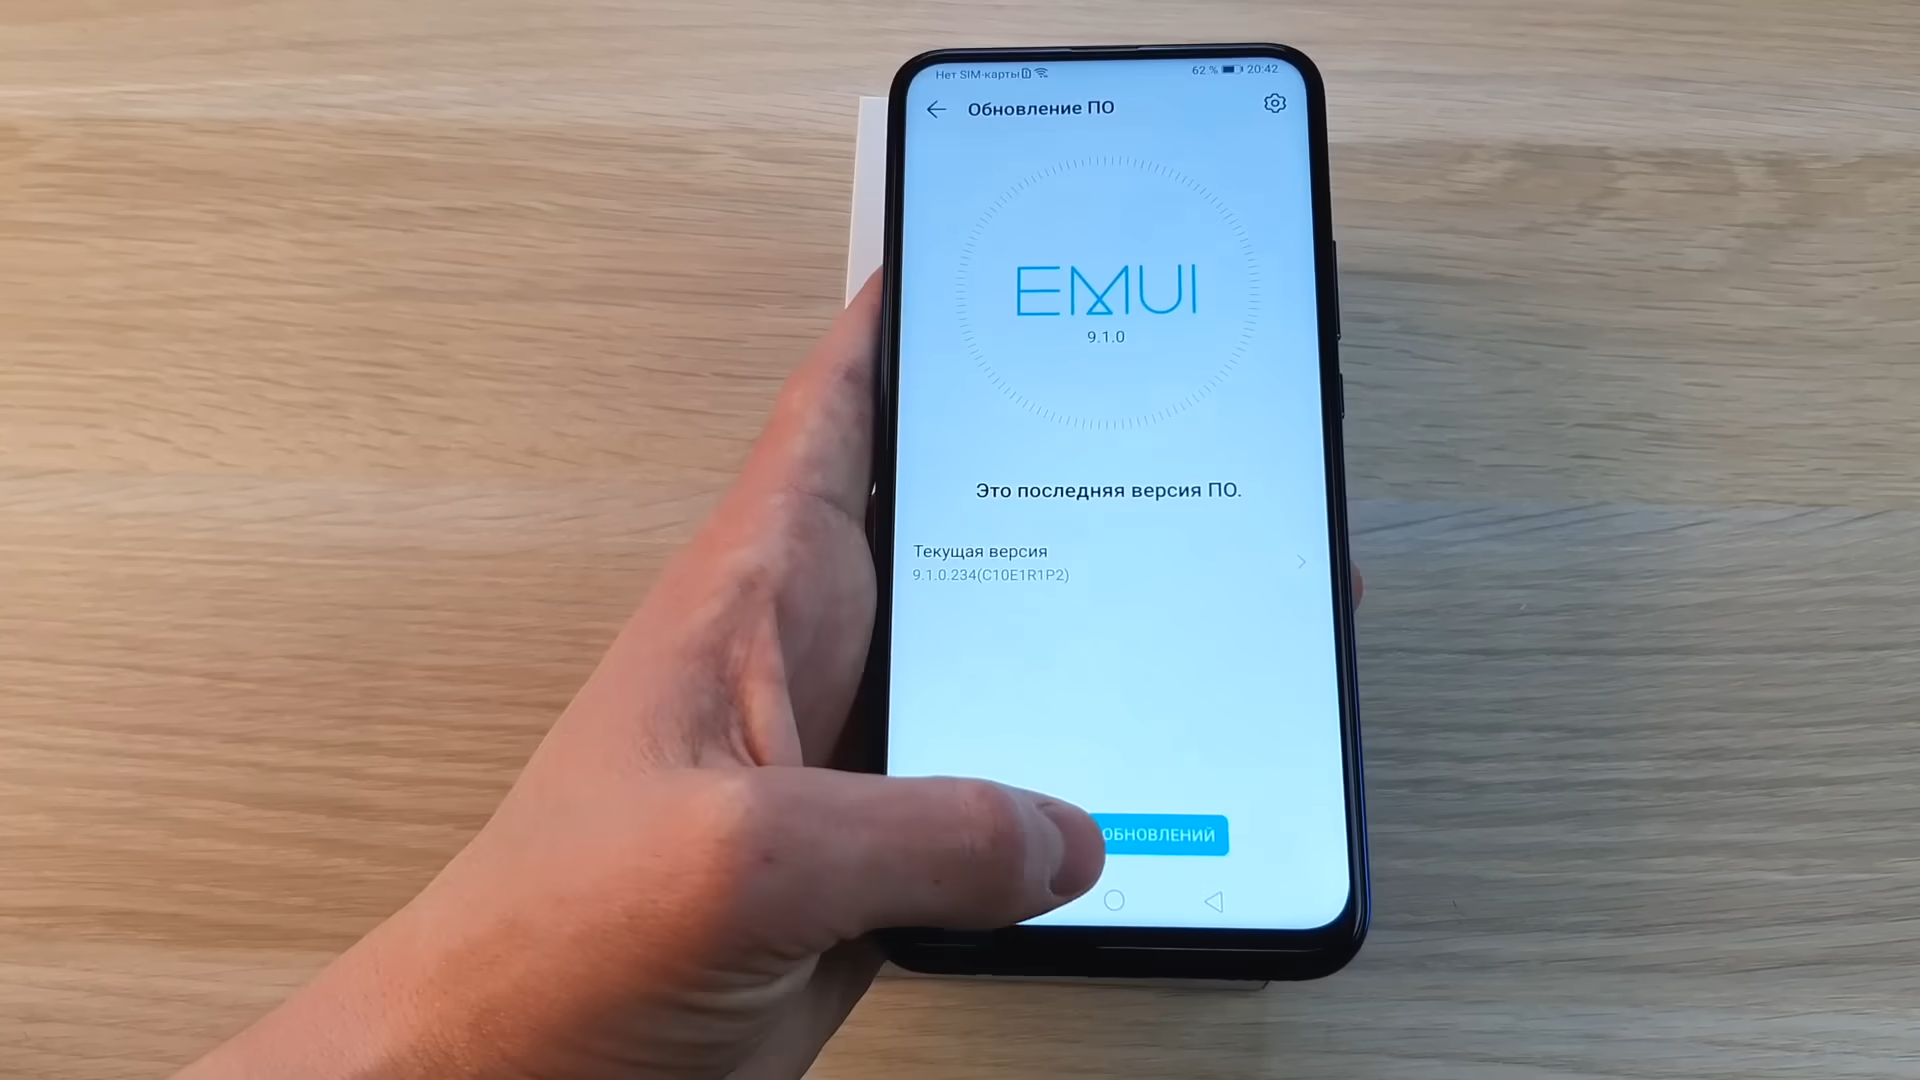 Нет SIM-карты 62 % 20:42
Обновление ПО
EMUI
9.1.0
Это последняя версия ПО.
Текущая версия
9.1.0.234(C10E1R1P2)
ОБНОВЛЕНИЙ